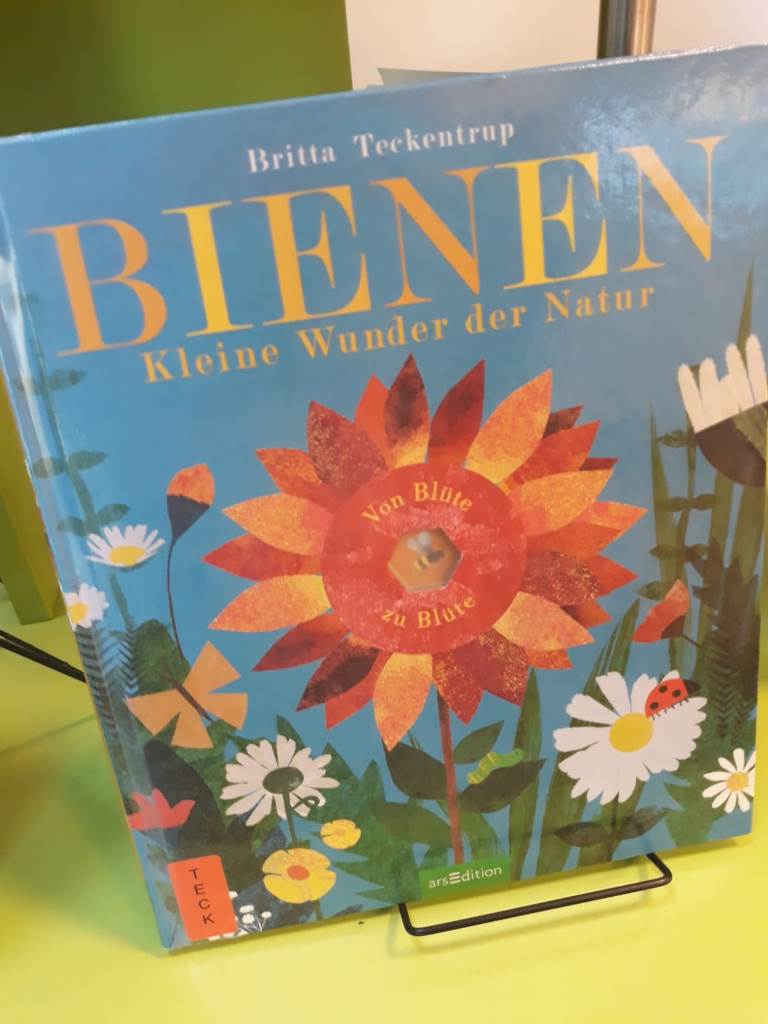 Britta Teckentrup
BIENEN
Kleine Wunder der Natur
Von Blüte
zu Blüte
TECK
arsEdition